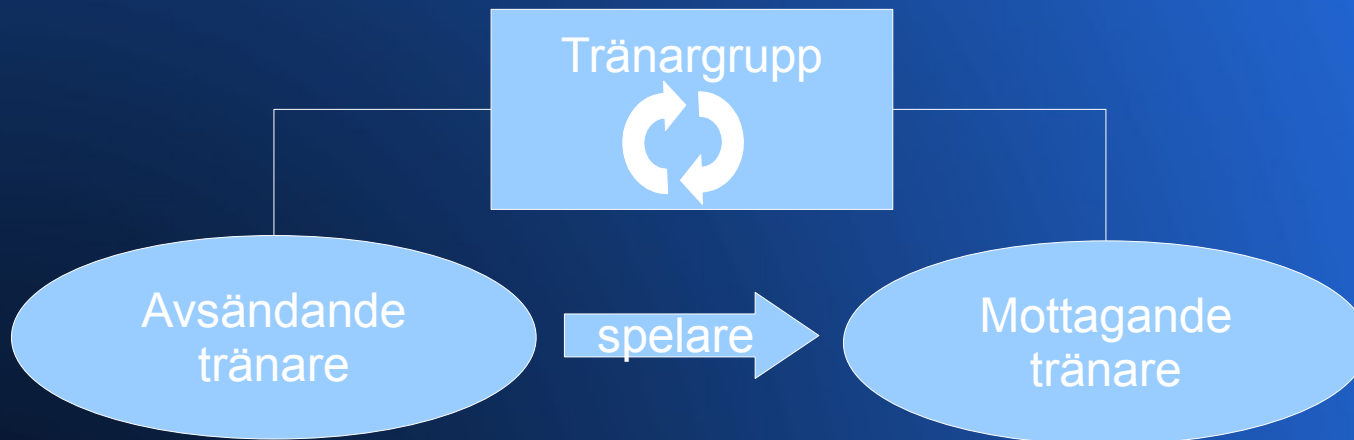 Tränargrupp
Avsändande
tränare
spelare
Mottagande
tränare